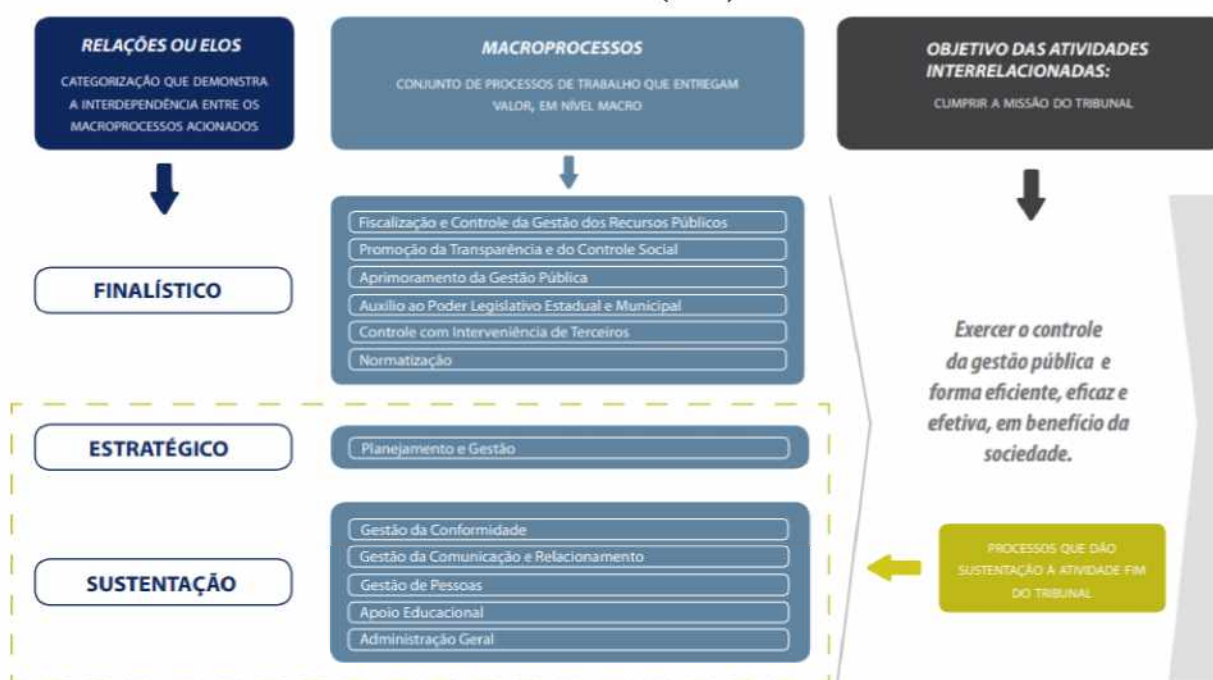 RELAÇÕES OU ELOS
CATEGORIZAÇÃO QUE DEMONSTRA
A INTERDEPENDÊNCIA ENTRE OS
MACROPROCESSOS ACIONADOS
MACROPROCESSOS
CONJUNTO DE PROCESSOS DE TRABALHO QUE ENTREGAM
VALOR, EM NÍVEL MACRO
OBJETIVO DAS ATIVIDADES
INTERRELACIONADAS:
CUMPRIR A MISSÃO DO TRIBUNAL
FINALÍSTICO
Fiscalização e Controle da Gestão dos Recursos Públicos
Promoção da Transparência e do Controle Social
Aprimoramento da Gestão Pública
Auxílio ao Poder Legislativo Estadual e Municipal
Controle com Interveniência de Terceiros
Normatização
ESTRATÉGICO
Planejamento e Gestão
SUSTENTAÇÃO
Gestão da Conformidade
Gestão da Comunicação e Relacionamento
Gestão de Pessoas
Apoio Educacional
Administração Geral
Exercer o controle
da gestão pública e
forma eficiente, eficaz e
efetiva, em benefício da
sociedade.
PROCESSOS QUE DÃO
SUSTENTAÇÃO A ATIVIDADE FIM
DO TRIBUNAL